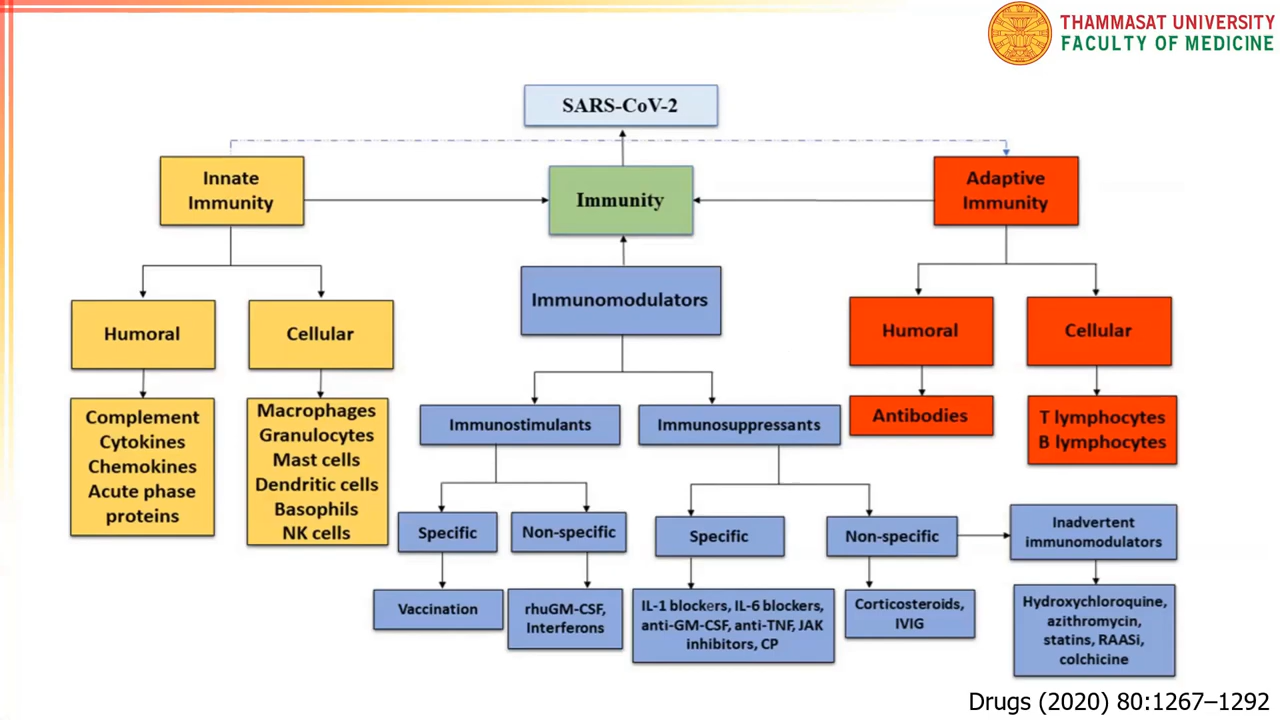 THAMMASAT UNIVERSITY
FACULTY OF MEDICINE
SARS-CoV-2
Innate
Immunity
Immunity
Adaptive
Immunity
Immunomodulators
Humoral
Cellular
Humoral
Cellular
Complement
Cytokines
Chemokines
Acute phase
proteins
Macrophages
Granulocytes
Mast cells
Dendritic cells
Basophils
NK cells
Immunostimulants
Immunosuppressants
Antibodies
T lymphocytes
B lymphocytes
Specific
Non-specific
Specific
Non-specific
Inadvertent
immunomodulators
Vaccination
rhuGM-CSF,
Interferons
IL-1 blockers, IL-6 blockers,
anti-GM-CSF, anti-TNF, JAK
inhibitors, CP
Corticosteroids,
IVIG
Hydroxychloroquine,
azithromycin,
statins, RAASi,
colchicine
Drugs (2020) 80:1267–1292